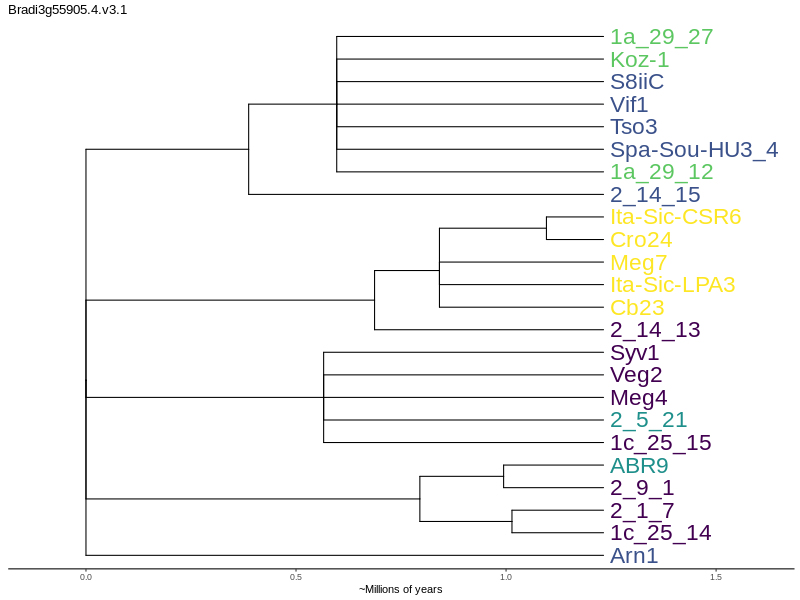 Bradi3g55905.4.v3.1
1a_29_27
Koz-1
S8iiC
Vif1
Tso3
Spa-Sou-HU3_4
1a_29_12
2_14_15
Ita-Sic-CSR6
Cro24
Meg7
Ita-Sic-LPA3
Cb23
2_14_13
Syv1
Veg2
Meg4
2_5_21
1c_25_15
ABR9
2_9_1
2_1_7
1c_25_14
Arn1
0.0 0.5 1.0 1.5
~Millions of years